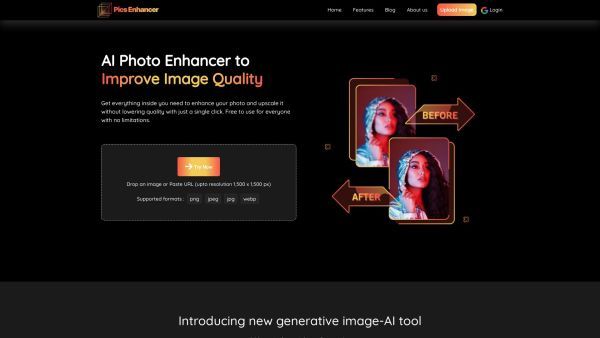 Pics Enhancer
Home Features Blog About us Upload Image Login
AI Photo Enhancer to
Improve Image Quality
Get everything inside you need to enhance your photo and upscale it
without lowering quality with just a single click. Free to use for everyone
with no limitations.
Try Now
Drop an image or Paste URL (upto resolution 1,500 x 1,500 px)
Supported formats : png jpeg jpg webp
BEFORE
AFTER
Introducing new generative image-AI tool